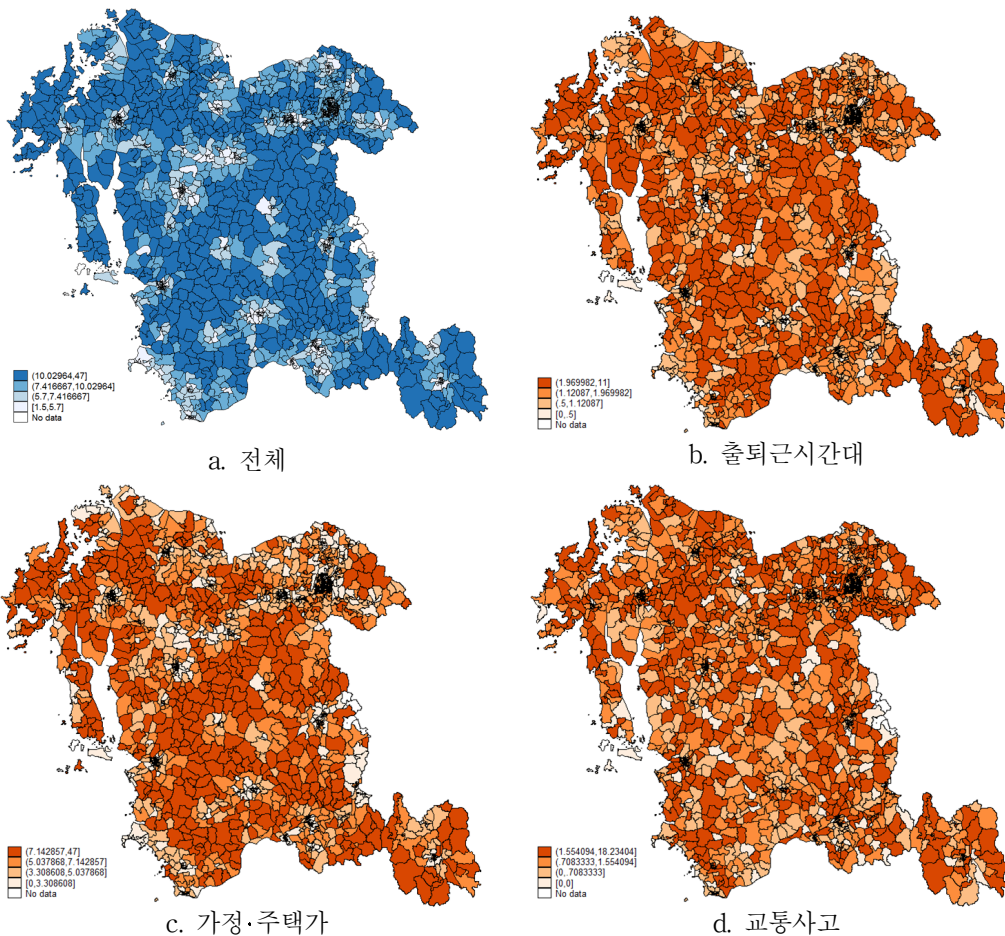 (10.02964,47]
(7.416667,10.02964]
(5.7,7.416667]
[1.5,5.7]
No data
a. 전체
(1.969982,11]
(1.12087,1.969982]
(.5,1.12087]
[0,.5]
No data
b. 출퇴근시간대
(7.142857,47]
(5.037868,7.142857]
(3.308608,5.037868]
[0,3.308608]
No data
c. 가정·주택가
(1.554094,18.23404]
(.7083333,1.554094]
(0,.7083333]
[0,0]
No data
d. 교통사고